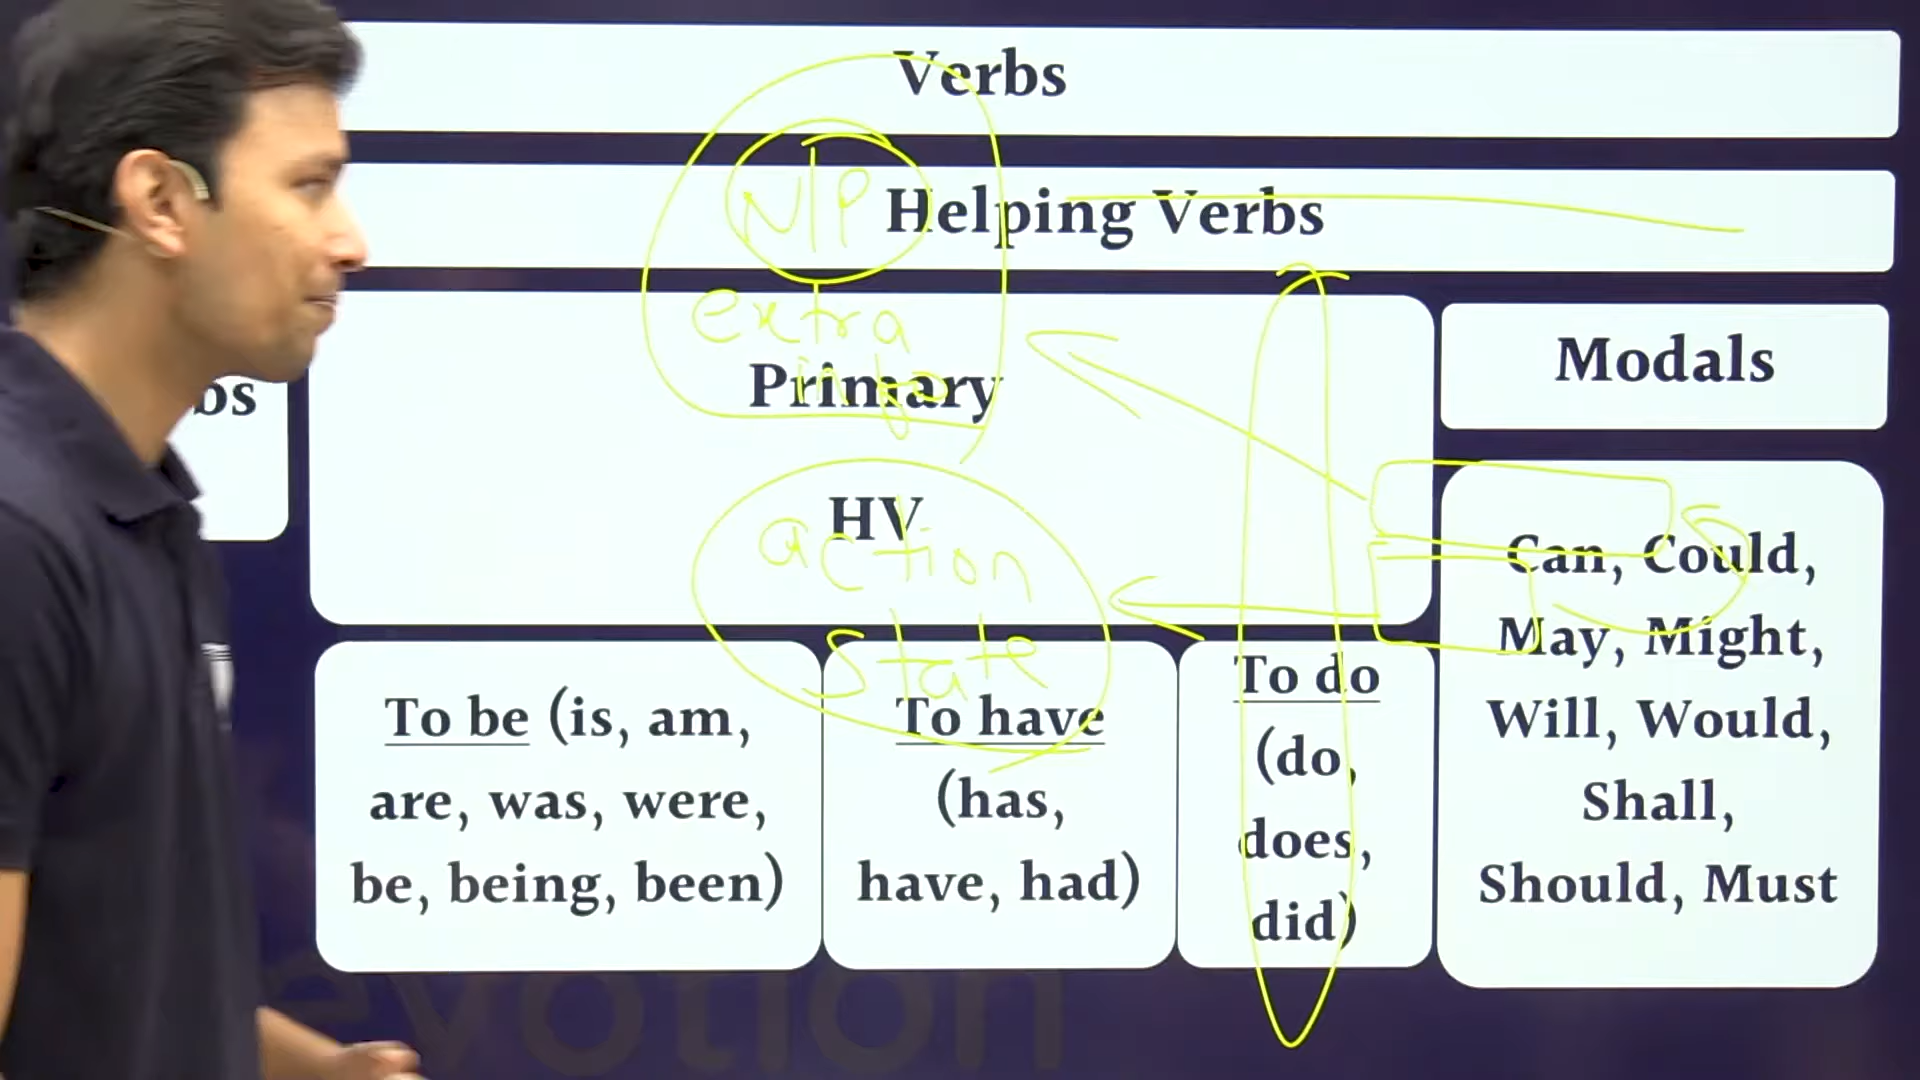 Verbs
Helping Verbs
N|P
extra
info
Primary
Modals
bs
HV
action
state
Can, Could,
May, Might,
Will, Would,
Shall,
Should, Must
To be (is, am,
are, was, were,
be, being, been)
To have
(has,
have, had)
To do
(do,
does,
did)
evotion